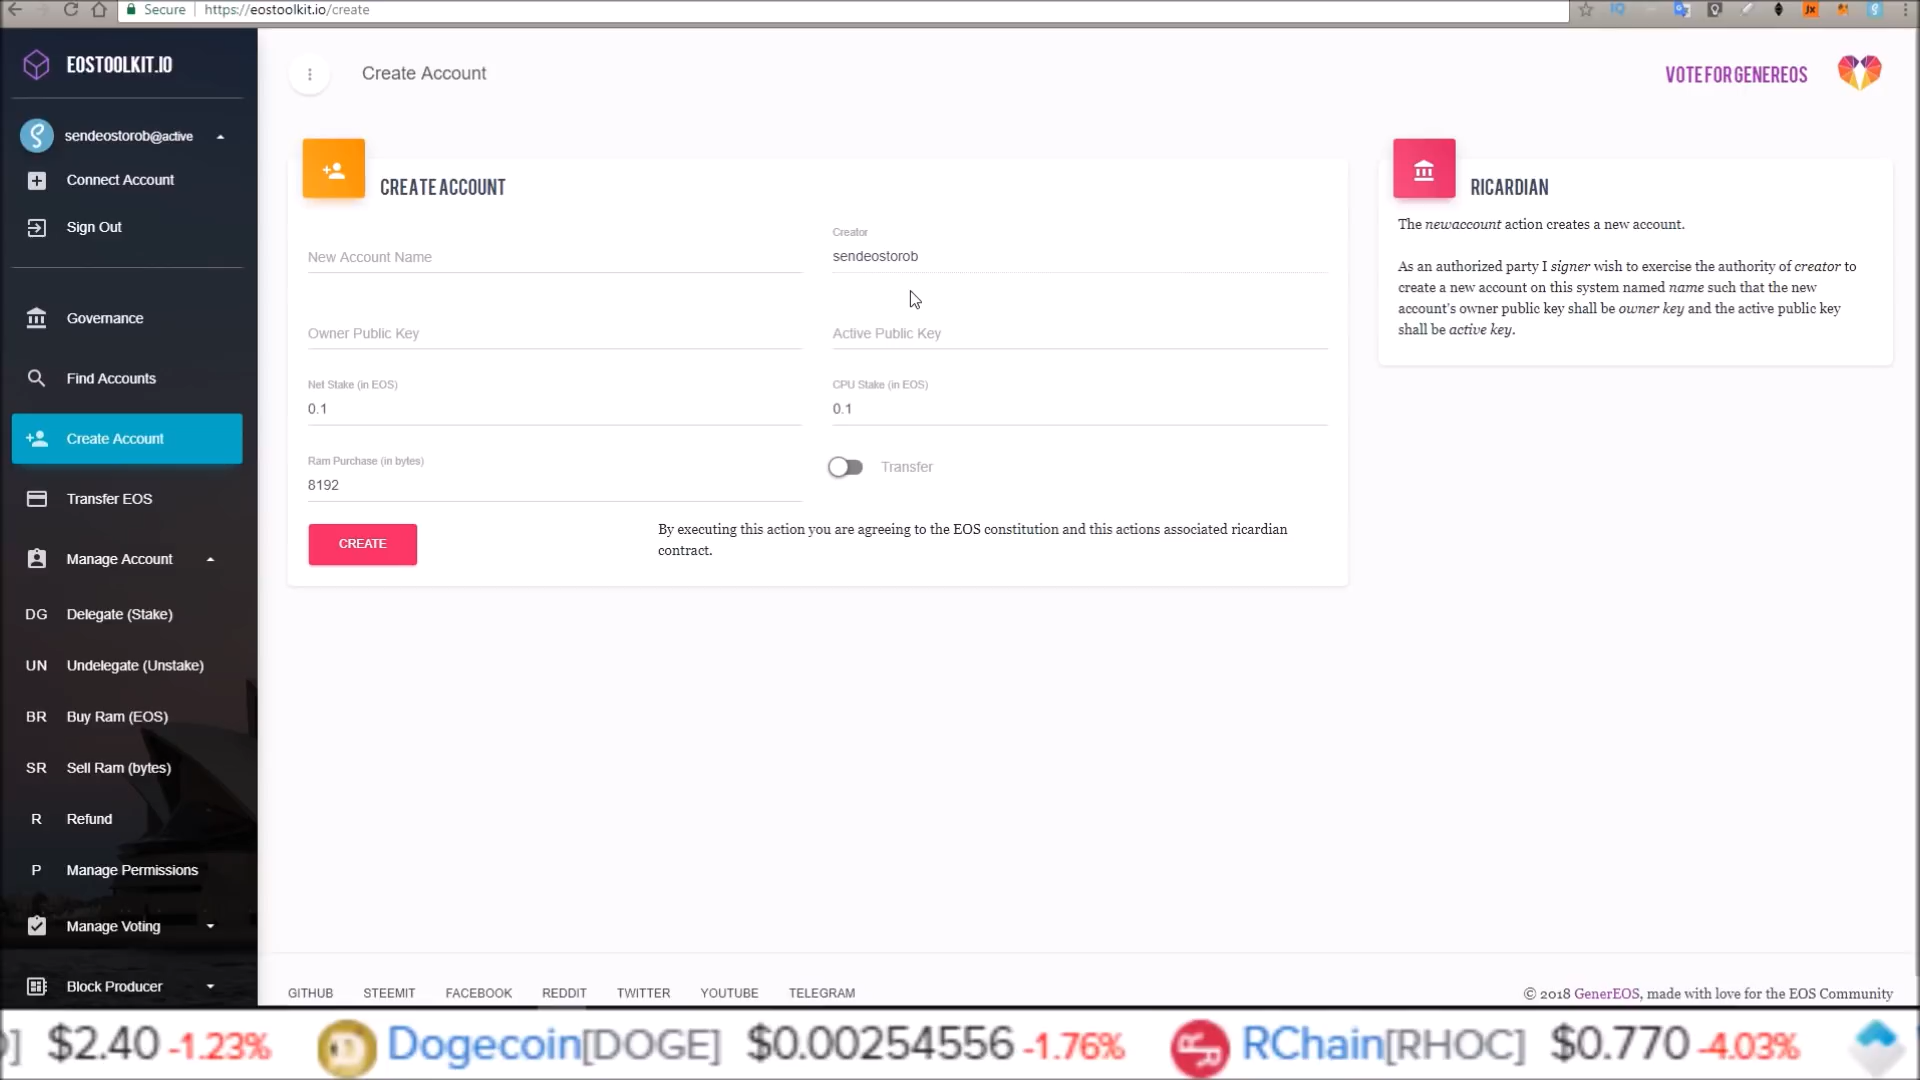 Secure
https://eostoolkit.io/create
EOSTOOLKIT.IO
sendeostorob@active
Connect Account
Sign Out
Governance
Find Accounts
Create Account
Transfer EOS
Manage Account
DG Delegate (Stake)
UN Undelegate (Unstake)
BR Buy Ram (EOS)
SR Sell Ram (bytes)
R Refund
P Manage Permissions
Manage Voting
Block Producer
Create Account
VOTE FOR GENEREOS
CREATE ACCOUNT
New Account Name
Creator
sendeostorob
Owner Public Key
Active Public Key
Net Stake (in EOS)
0.1
CPU Stake (in EOS)
0.1
Ram Purchase (in bytes)
8192
Transfer
CREATE
By executing this action you are agreeing to the EOS constitution and this actions associated ricardian
contract.
RICARDIAN
The newaccount action creates a new account.
As an authorized party I signer wish to exercise the authority of creator to
create a new account on this system named name such that the new
account's owner public key shall be owner key and the active public key
shall be active key.
GITHUB STEEMIT FACEBOOK REDDIT TWITTER YOUTUBE TELEGRAM
© 2018 GenerEOS, made with love for the EOS Community
] $2.40 -1.23% Dogecoin[DOGE] $0.00254556 -1.76% RChain[RHOC] $0.770 -4.03%